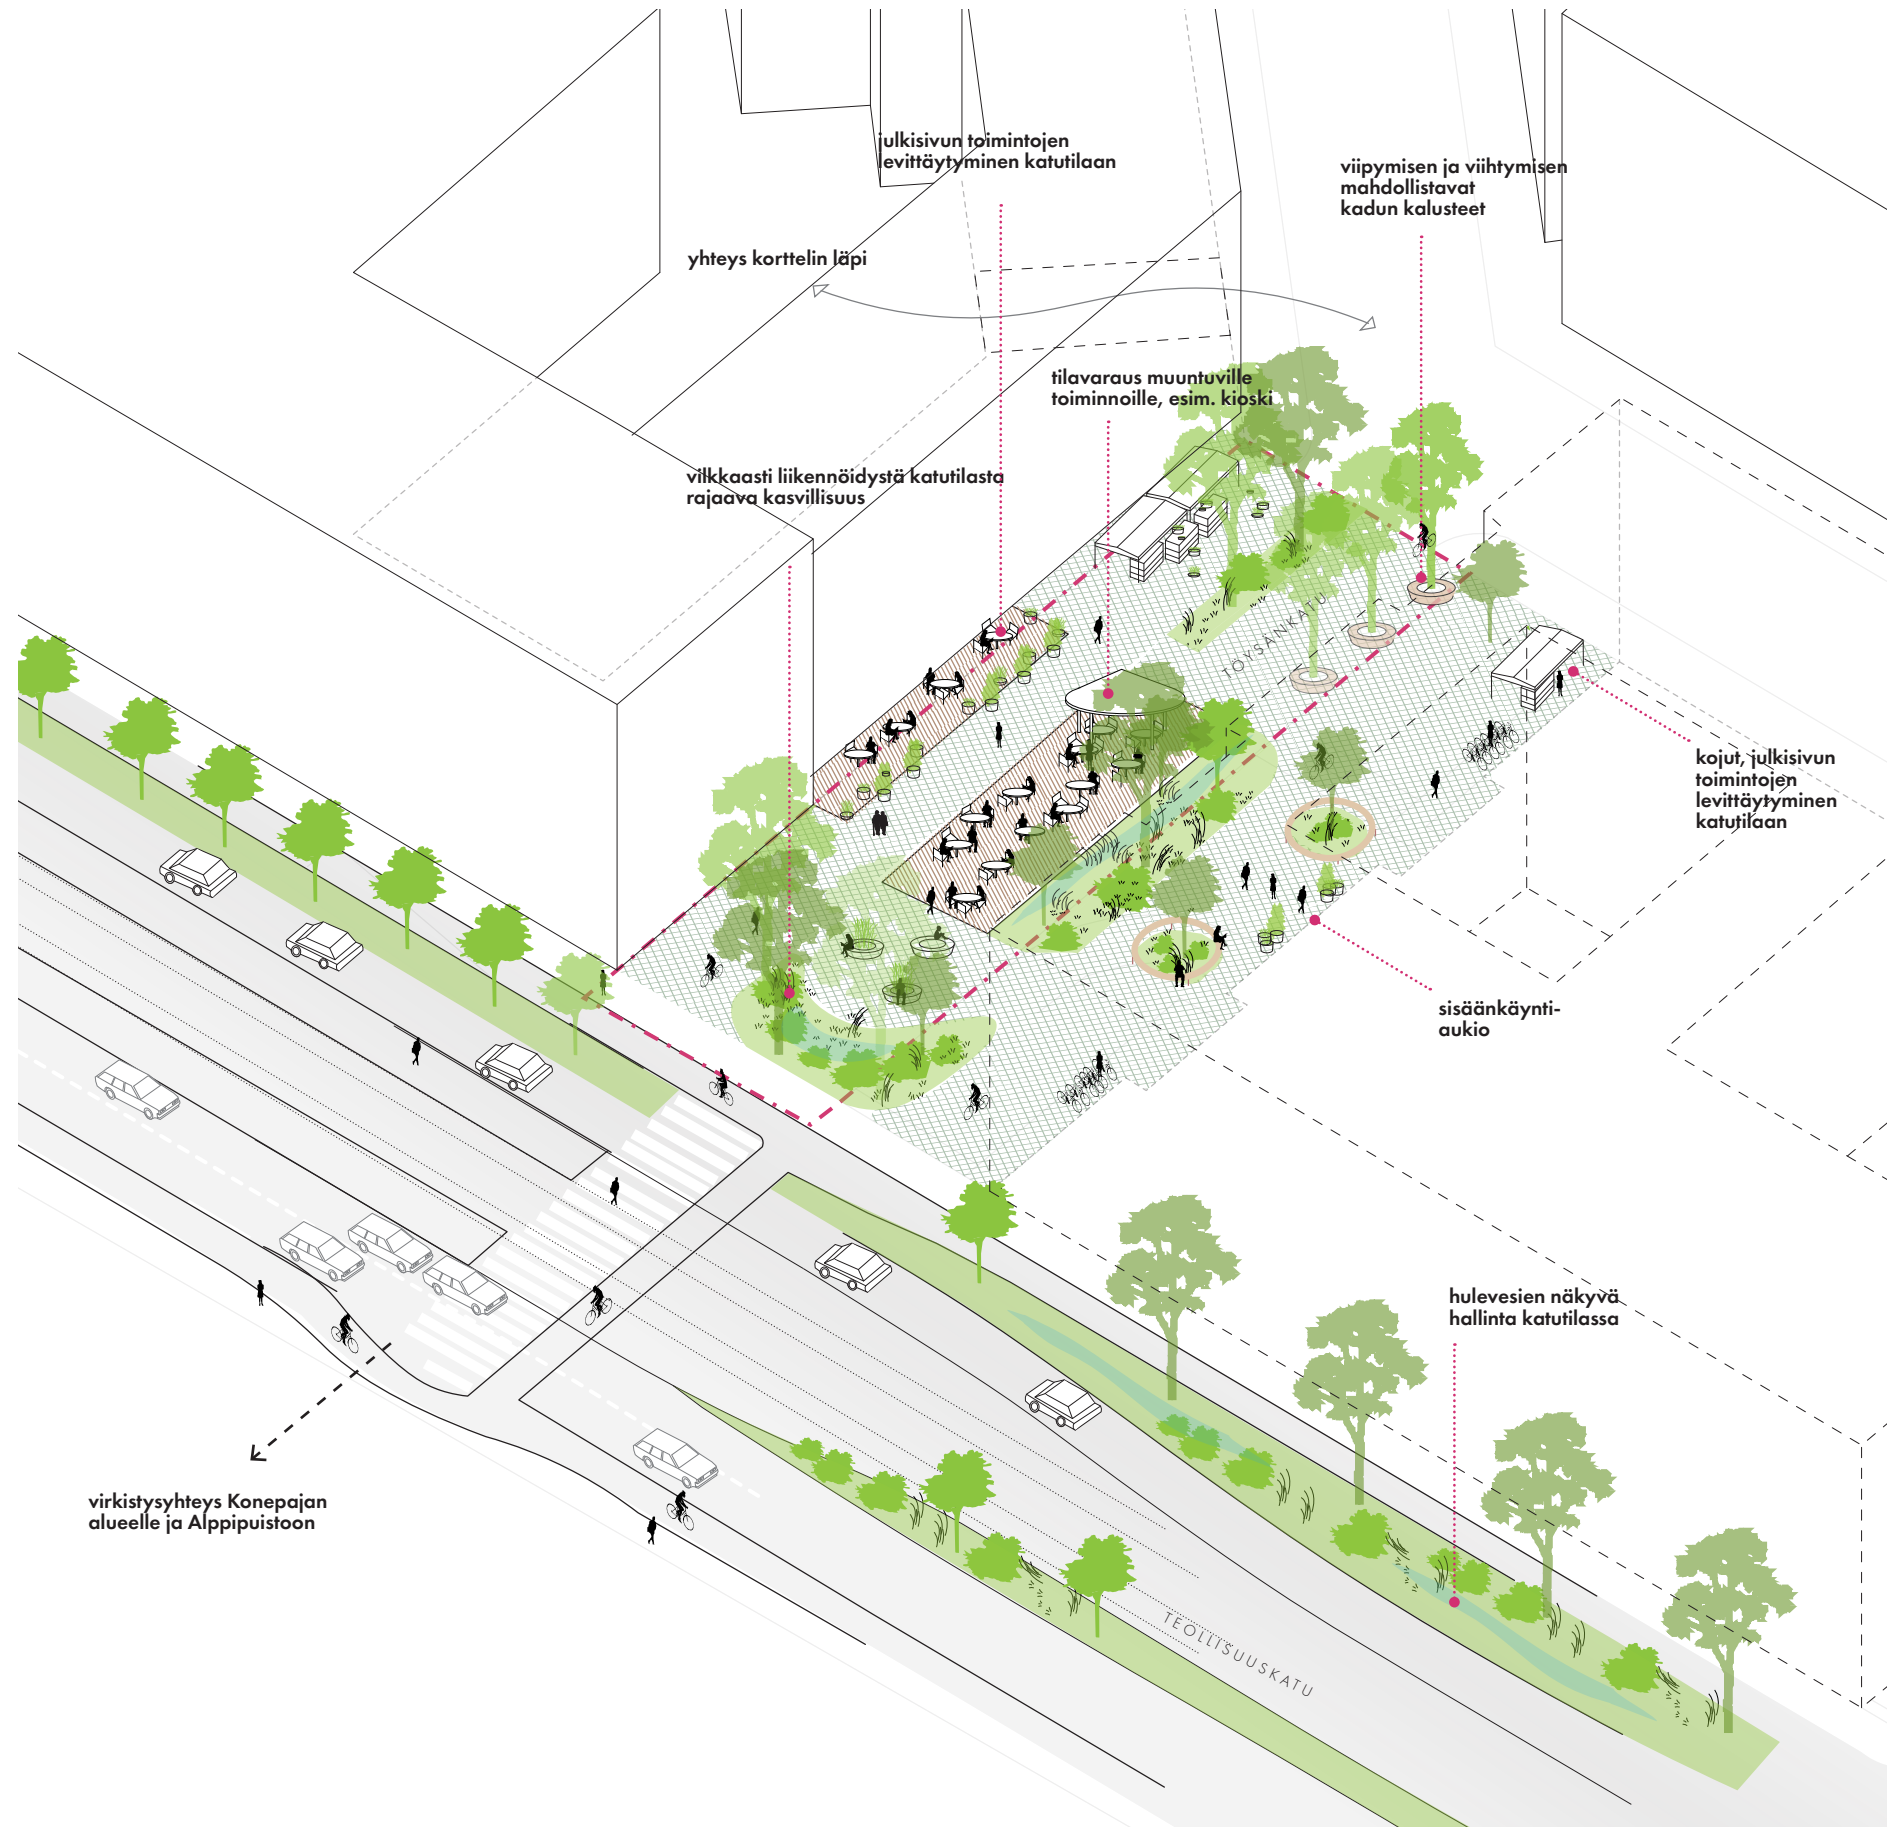 julkisivun toimintojen
levittäytyminen katutilaan
viipymisen ja viihtymisen
mahdollistavat
kadun kalusteet
yhteys korttelin läpi
tilavaraus muuntuville
toiminnoille, esim. kioski
vilkkaasti liikennöidystä katutilasta
rajaava kasvillisuus
TÖYSÄNKATU
kojut, julkisivun
toimintojen
levittäytyminen
katutilaan
sisäänkäynti-
aukio
hulevesien näkyvä
hallinta katutilassa
virkistysyhteys Konepajan
alueelle ja Alppipuistoon
TEOLLISUUSKATU